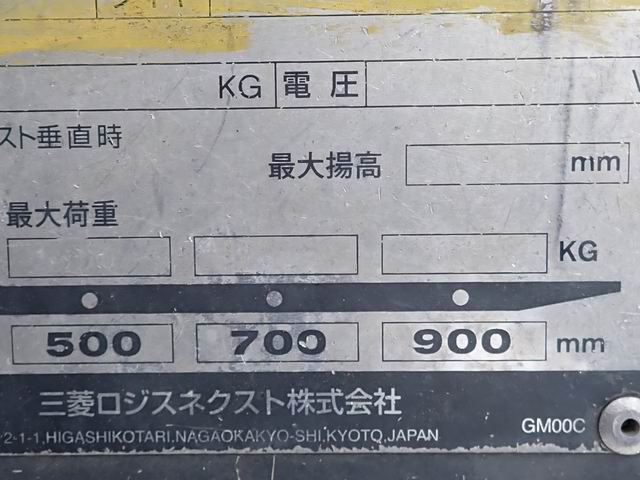 KG 電圧 V
スト垂直時
最大揚高 mm
最大荷重
KG
500 700 900 mm
三菱ロジスネクスト株式会社
2-1-1,HIGASHIKOTARI,NAGAOKAKYO-SHI,KYOTO,JAPAN GM00C